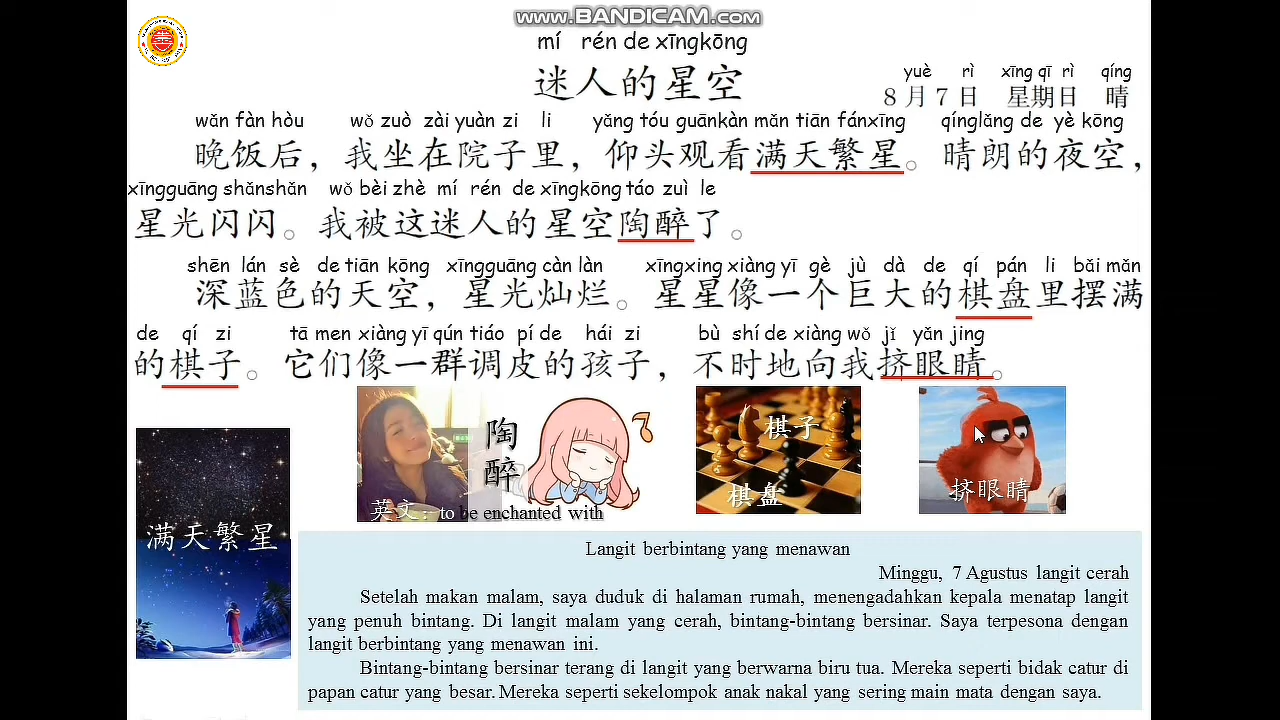 www.BANDICAM.com
mí rén de xīngkōng
迷人的星空
yuè rì xīng qī rì qíng
8月7日 星期日 晴
wǎn fàn hòu wǒ zuò zài yuàn zi li yǎng tóu guānkàn mǎn tiān fánxīng qínglǎng de yè kōng
晚饭后，我坐在院子里，仰头观看满天繁星。晴朗的夜空，
xīngguāng shǎnshǎn wǒ bèi zhè mí rén de xīngkōng táo zuì le
星光闪闪。我被这迷人的星空陶醉了。
shēn lán sè de tiān kōng xīngguāng càn làn xīngxing xiàng yī gè jù dà de qí pán li bǎi mǎn
深蓝色的天空，星光灿烂。星星像一个巨大的棋盘里摆满
de qí zi tā men xiàng yī qún tiáo pí de hái zi bù shí de xiàng wǒ jǐ yǎn jing
的棋子。它们像一群调皮的孩子，不时地向我挤眼睛。
满天繁星
陶
醉
英文：to be enchanted with
棋子
棋盘
挤眼睛
Langit berbintang yang menawan
Minggu, 7 Agustus langit cerah
Setelah makan malam, saya duduk di halaman rumah, menengadahkan kepala menatap langit
yang penuh bintang. Di langit malam yang cerah, bintang-bintang bersinar. Saya terpesona dengan
langit berbintang yang menawan ini.
Bintang-bintang bersinar terang di langit yang berwarna biru tua. Mereka seperti bidak catur di
papan catur yang besar. Mereka seperti sekelompok anak nakal yang sering main mata dengan saya.